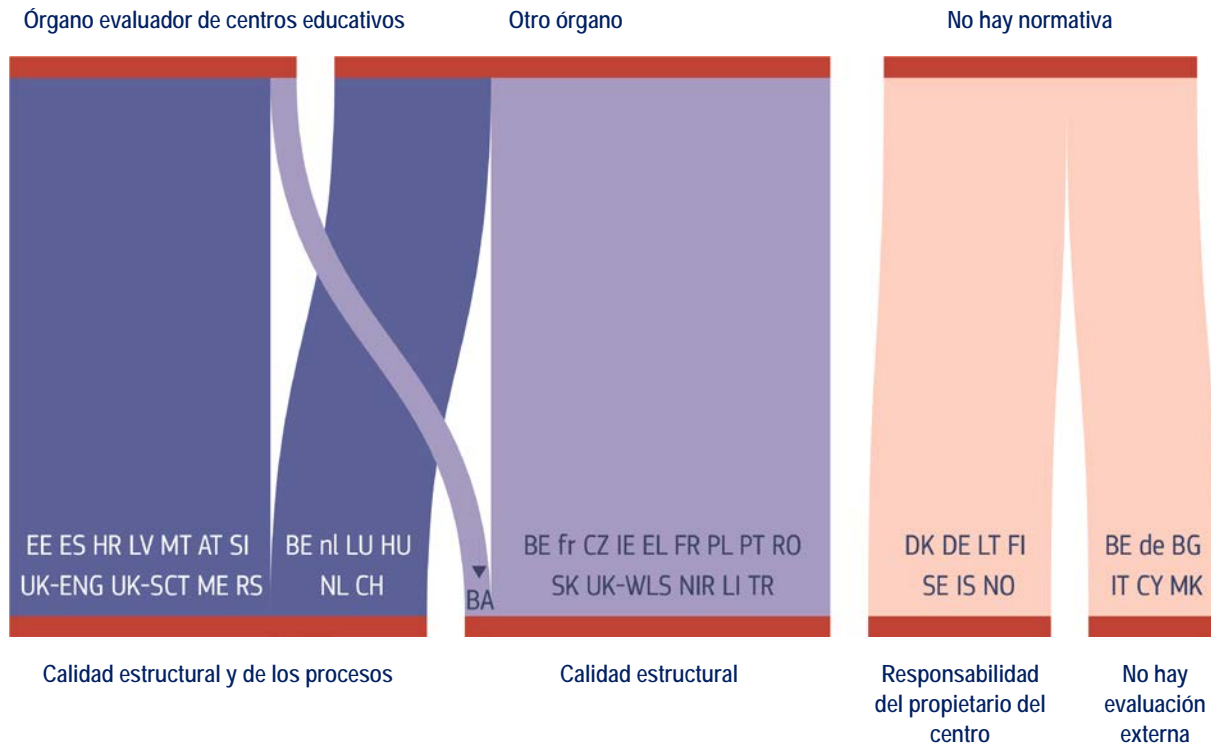 Órgano evaluador de centros educativos
Otro órgano
No hay normativa
EE ES HR LV MT AT SI
UK-ENG UK-SCT ME RS
BE nl LU HU
NL CH
BA
BE fr CZ IE EL FR PL PT RO
SK UK-WLS NIR LI TR
DK DE LT FI
SE IS NO
BE de BG
IT CY MK
Calidad estructural y de los procesos
Calidad estructural
Responsabilidad
del propietario del
centro
No hay
evaluación
externa